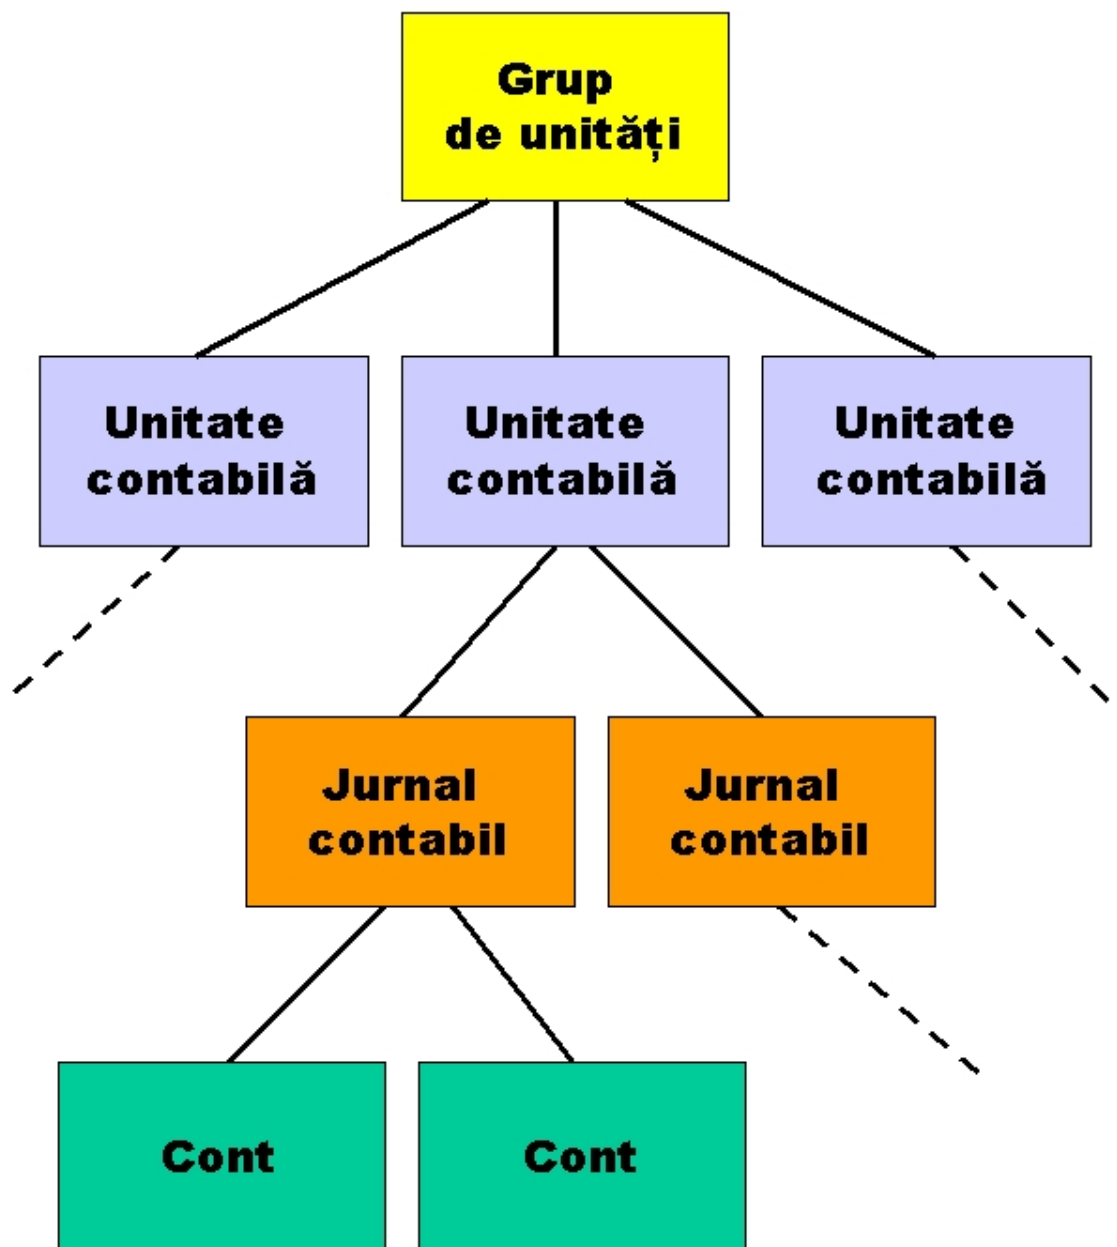 Grup
de unități
Unitate
contabilă
Unitate
contabilă
Unitate
contabilă
Jurnal
contabil
Jurnal
contabil
Cont
Cont